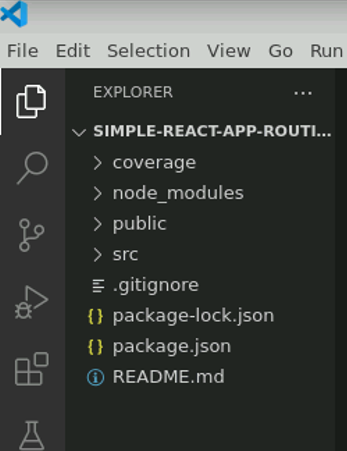 File Edit Selection View Go Run
EXPLORER ...
SIMPLE-REACT-APP-ROUTI...
coverage
node_modules
public
src
.gitignore
{} package-lock.json
{} package.json
README.md